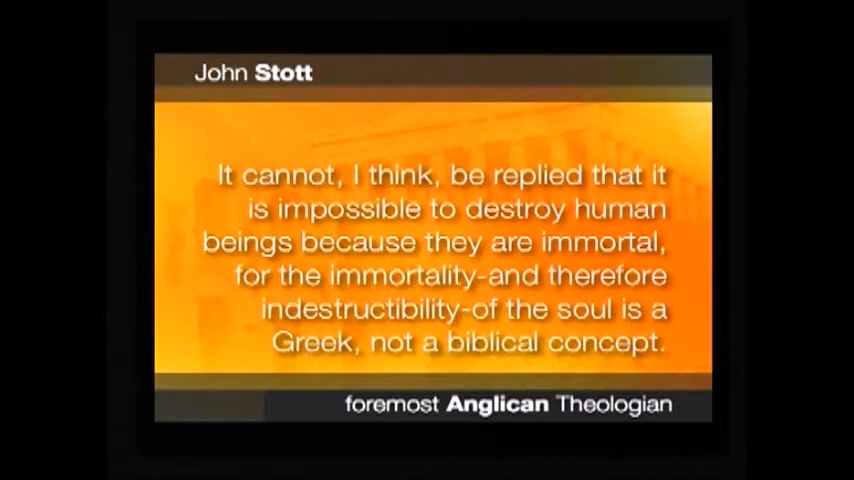 John Stott
It cannot, I think, be replied that it
is impossible to destroy human
beings because they are immortal,
for the immortality-and therefore
indestructibility-of the soul is a
Greek, not a biblical concept.
foremost Anglican Theologian